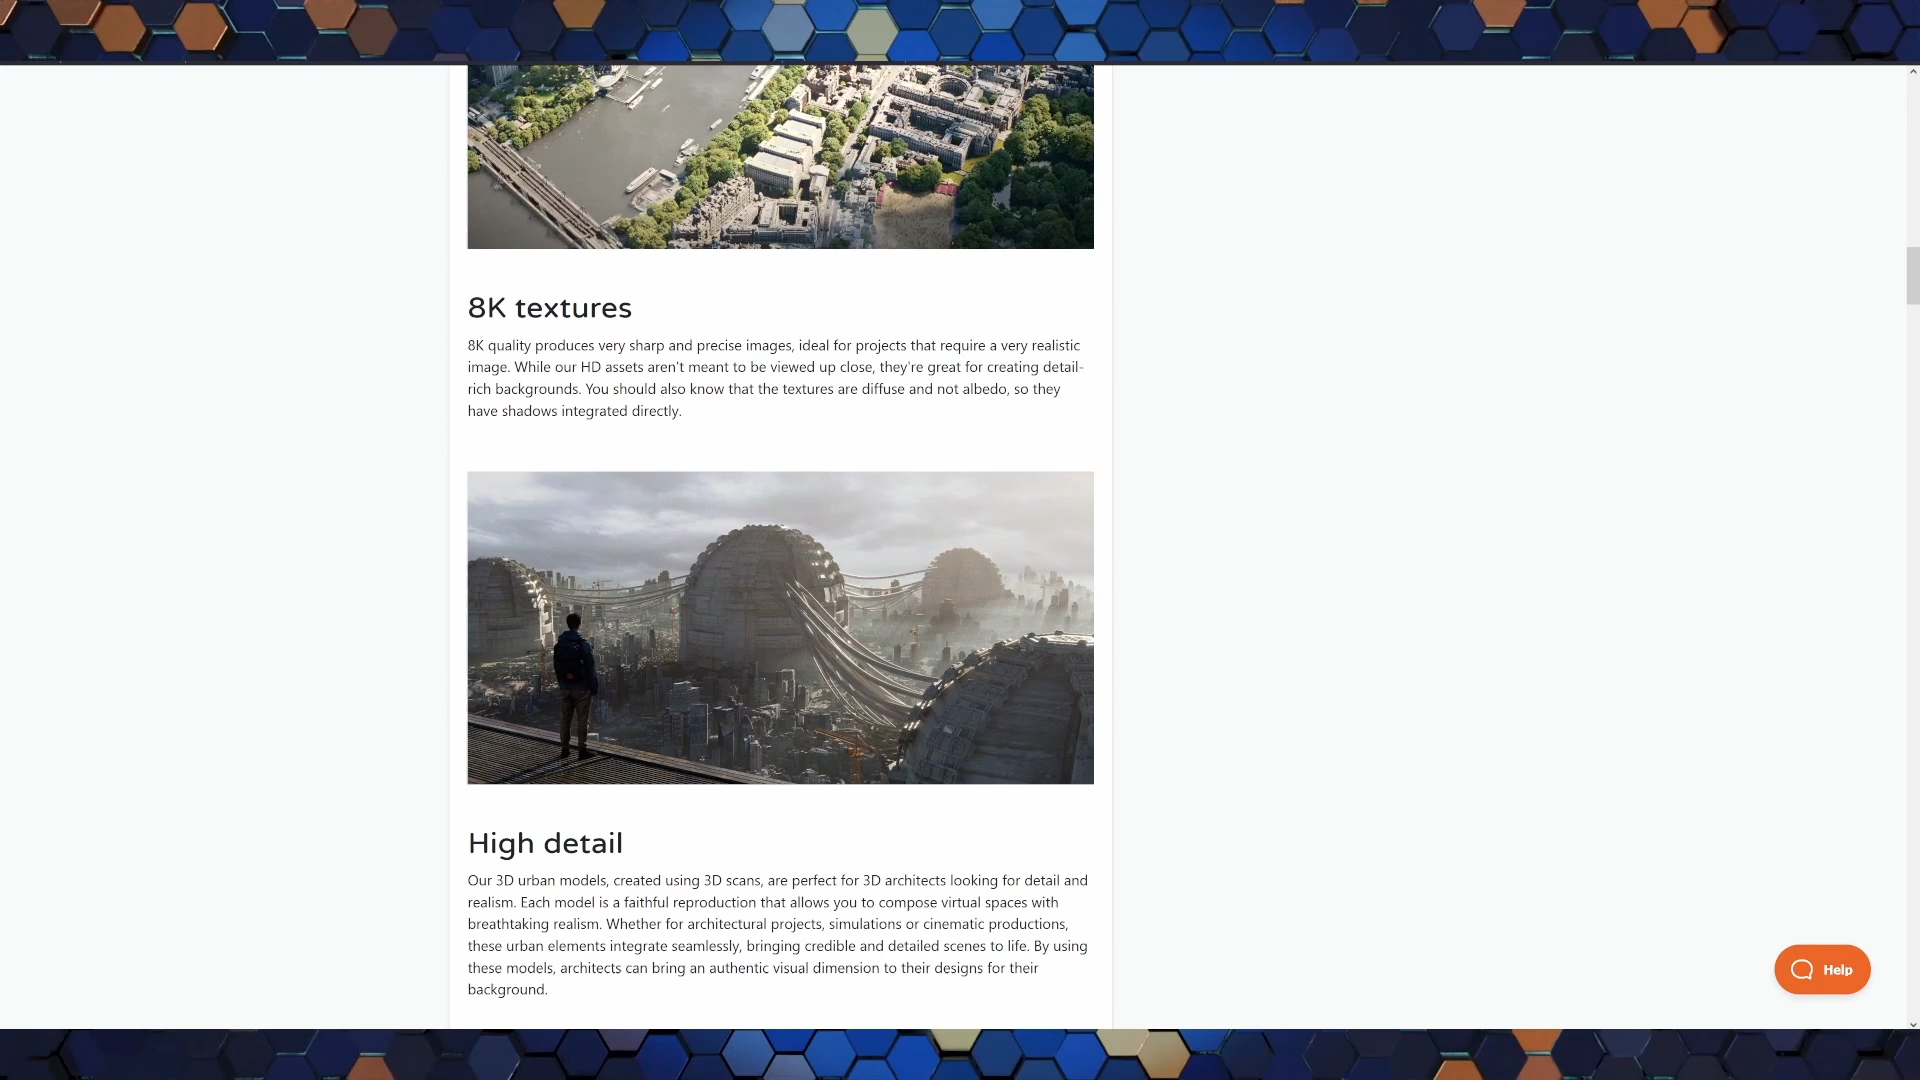 8K textures
8K quality produces very sharp and precise images, ideal for projects that require a very realistic
image. While our HD assets aren't meant to be viewed up close, they're great for creating detail-
rich backgrounds. You should also know that the textures are diffuse and not albedo, so they
have shadows integrated directly.
High detail
Our 3D urban models, created using 3D scans, are perfect for 3D architects looking for detail and
realism. Each model is a faithful reproduction that allows you to compose virtual spaces with
breathtaking realism. Whether for architectural projects, simulations or cinematic productions,
these urban elements integrate seamlessly, bringing credible and detailed scenes to life. By using
these models, architects can bring an authentic visual dimension to their designs for their
background.
Help